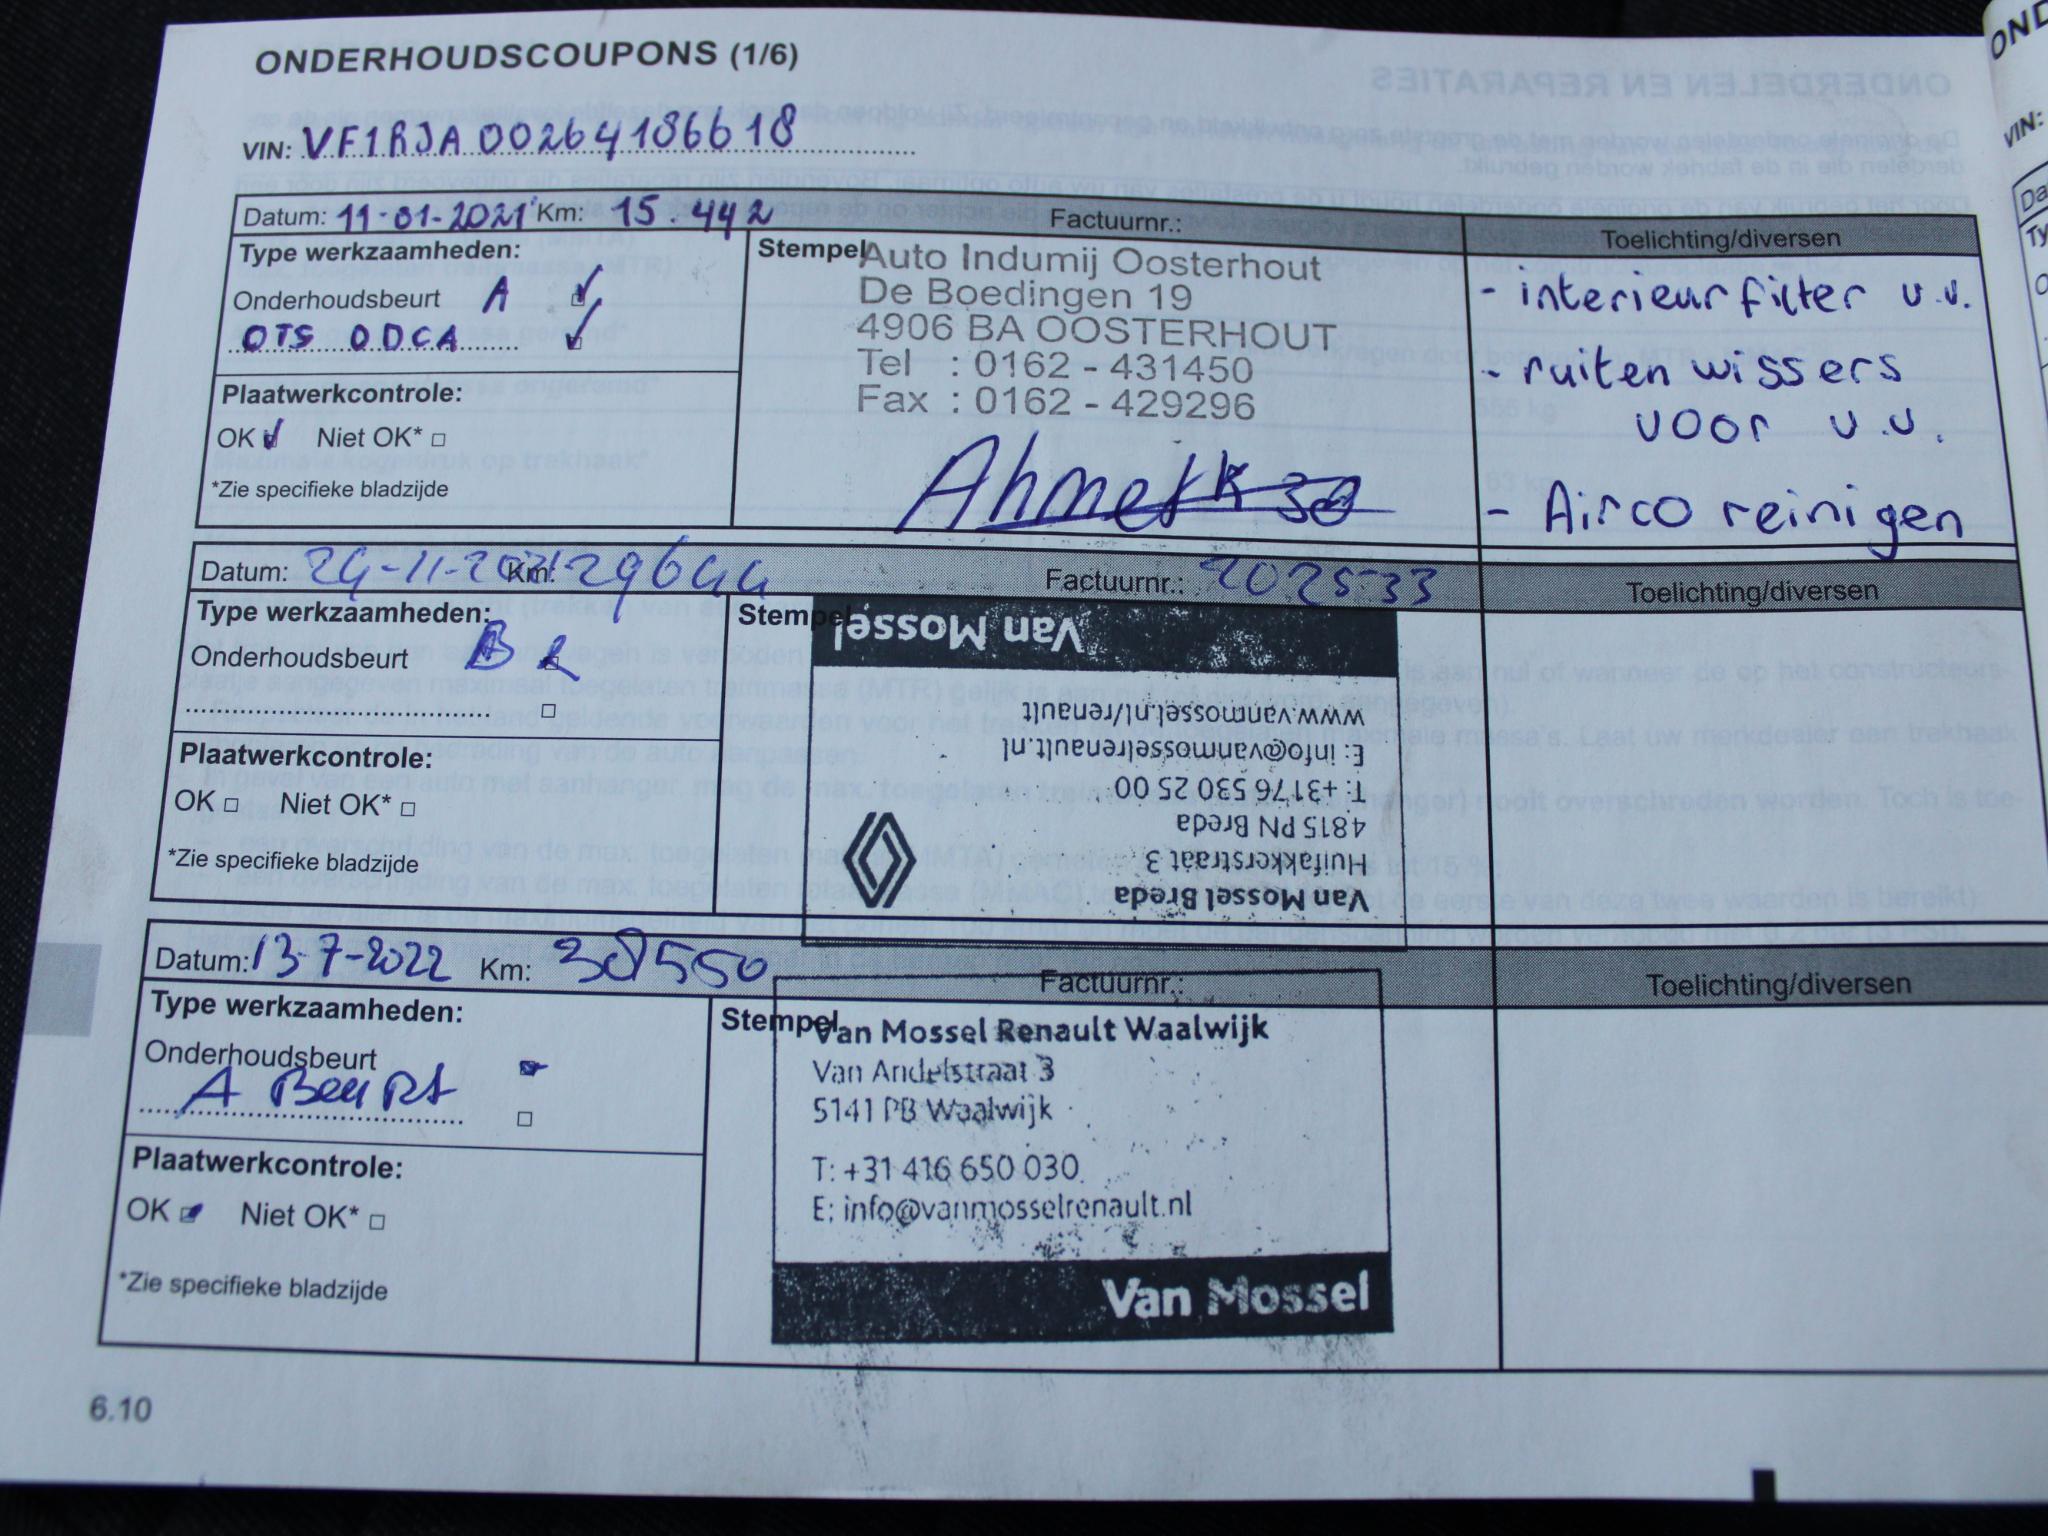 ONDERHOUDSCOUPONS (1/6)
VIN: VF1RJA00264186618
Datum: 11-01-2021 Km: 15.442 Factuurnr.: Toelichting/diversen
Type werkzaamheden:
Onderhoudsbeurt A
OTS ODCA
Plaatwerkcontrole:
OK Niet OK*
*Zie specifieke bladzijde
Stempel
Auto Indumij Oosterhout
De Boedingen 19
4906 BA OOSTERHOUT
Tel : 0162 - 431450
Fax : 0162 - 429296
- interieurfilter v.v.
- ruitenwissers
voor v.v.
- Airco reinigen
Datum: 29-11-2021 Km: 29644 Factuurnr.: 202533 Toelichting/diversen
Type werkzaamheden:
Onderhoudsbeurt B
Plaatwerkcontrole:
OK Niet OK*
*Zie specifieke bladzijde
Stempel
Van Mossel Breda
Huifakkerstraat 3
4815 PN Breda
T: +31 76 530 25 00
E: info@vanmosselrenault.nl
www.vanmossel.nl/renault
Van Mossel
Datum: 13-7-2022 Km: 38550 Factuurnr.: Toelichting/diversen
Type werkzaamheden:
Onderhoudsbeurt
A Beurt
Plaatwerkcontrole:
OK Niet OK*
*Zie specifieke bladzijde
Stempel
Van Mossel Renault Waalwijk
Van Andelstraat 3
5141 PB Waalwijk
T: +31 416 650 030
E: info@vanmosselrenault.nl
Van Mossel
6.10
VIN: